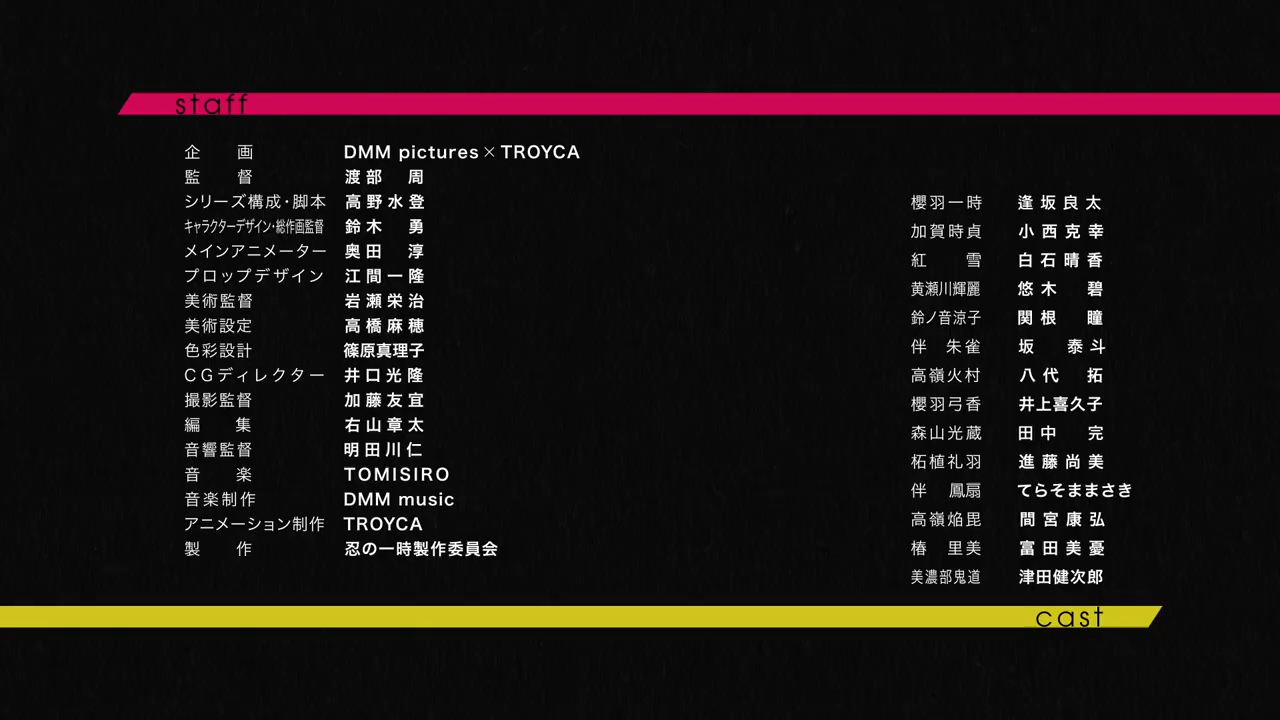 staff
企画 DMM pictures×TROYCA
監督 渡部周
シリーズ構成・脚本 高野水登
キャラクターデザイン・総作画監督 鈴木勇
メインアニメーター 奥田淳
プロップデザイン 江間一隆
美術監督 岩瀬栄治
美術設定 高橋麻穂
色彩設計 篠原真理子
CGディレクター 井口光隆
撮影監督 加藤友宜
編集 右山章太
音響監督 明田川仁
音楽 TOMISIRO
音楽制作 DMM music
アニメーション制作 TROYCA
製作 忍の一時製作委員会
櫻羽一時 逢坂良太
加賀時貞 小西克幸
紅雪 白石晴香
黄瀬川輝麗 悠木碧
鈴ノ音涼子 関根瞳
伴朱雀 坂泰斗
高嶺火村 八代拓
櫻羽弓香 井上喜久子
森山光蔵 田中完
柘植礼羽 進藤尚美
伴鳳扇 てらそままさき
高嶺焔毘 間宮康弘
椿里美 富田美憂
美濃部鬼道 津田健次郎
cast